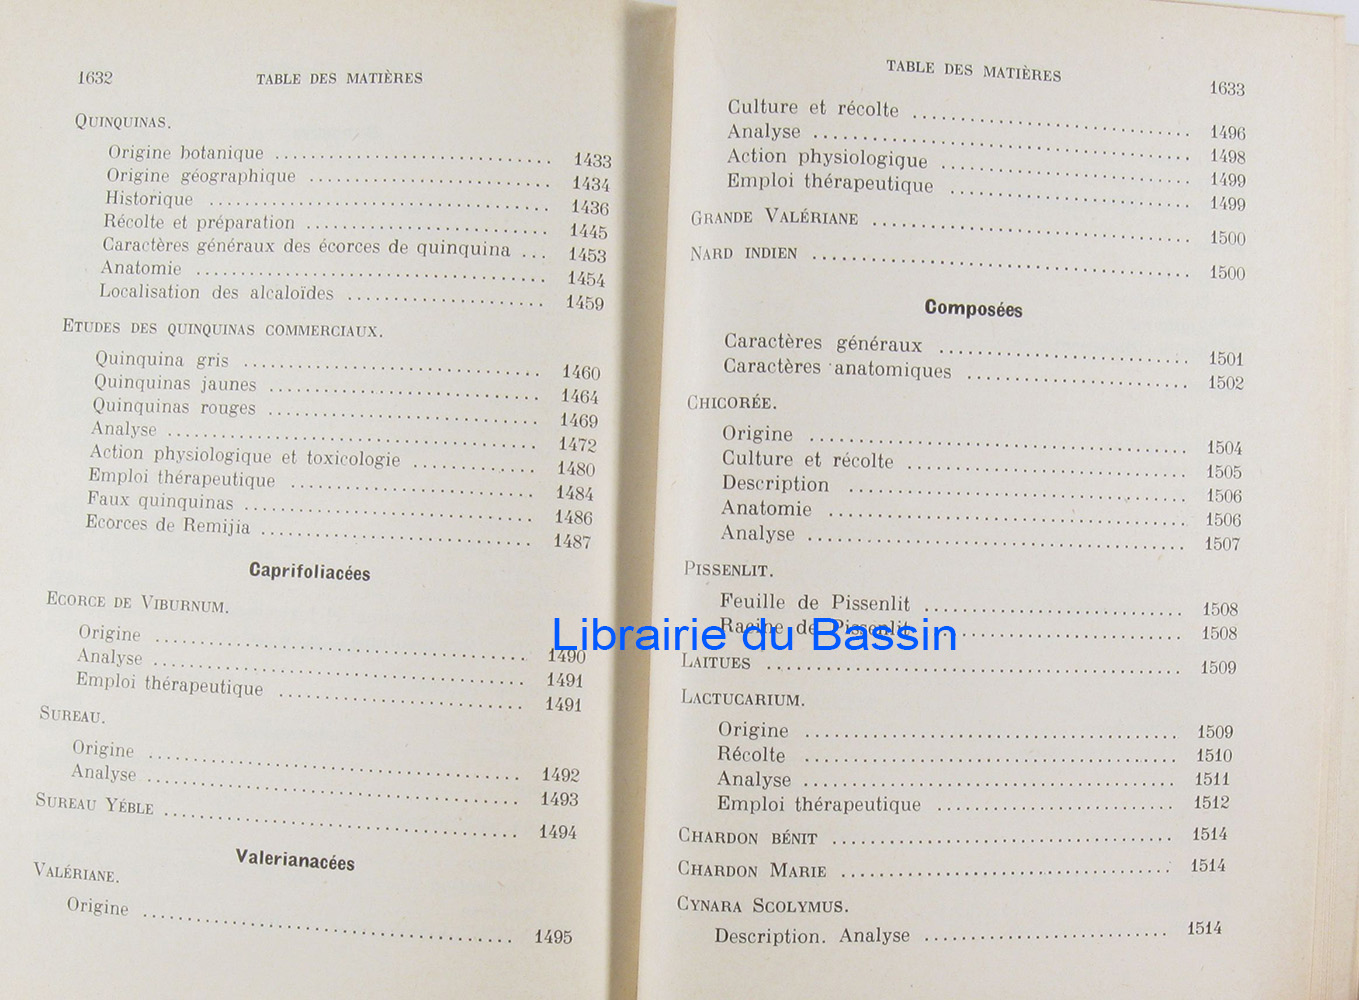 1632 TABLE DES MATIÈRES
QUINQUINAS.
Origine botanique ........ 1433
Origine géographique ........ 1434
Historique ........ 1436
Récolte et préparation ........ 1445
Caractères généraux des écorces de quinquina ... 1453
Anatomie ........ 1454
Localisation des alcaloïdes ........ 1459
ETUDES DES QUINQUINAS COMMERCIAUX.
Quinquina gris ........ 1460
Quinquinas jaunes ........ 1464
Quinquinas rouges ........ 1469
Analyse ........ 1472
Action physiologique et toxicologie ........ 1480
Emploi thérapeutique ........ 1484
Faux quinquinas ........ 1486
Ecorces de Remijia ........ 1487
Caprifoliacées
ECORCE DE VIBURNUM.
Origine ........ 1490
Analyse ........ 1491
Emploi thérapeutique ........ 1491
SUREAU.
Origine ........ 1492
Analyse ........ 1493
SUREAU YÉBLE ........ 1494
Valerianacées
VALÉRIANE.
Origine ........ 1495
TABLE DES MATIÈRES 1633
Culture et récolte ........ 1496
Analyse ........ 1498
Action physiologique ........ 1499
Emploi thérapeutique ........ 1499
GRANDE VALÉRIANE ........ 1500
NARD INDIEN ........ 1500
Composées
Caractères généraux ........ 1501
Caractères anatomiques ........ 1502
CHICORÉE.
Origine ........ 1504
Culture et récolte ........ 1505
Description ........ 1506
Anatomie ........ 1506
Analyse ........ 1507
PISSENLIT.
Feuille de Pissenlit ........ 1508
Racine de Pissenlit ........ 1508
Librairie du Bassin
LAITUES ........ 1509
LACTUCARIUM.
Origine ........ 1509
Récolte ........ 1510
Analyse ........ 1511
Emploi thérapeutique ........ 1512
CHARDON BÉNIT ........ 1514
CHARDON MARIE ........ 1514
CYNARA SCOLYMUS.
Description. Analyse ........ 1514